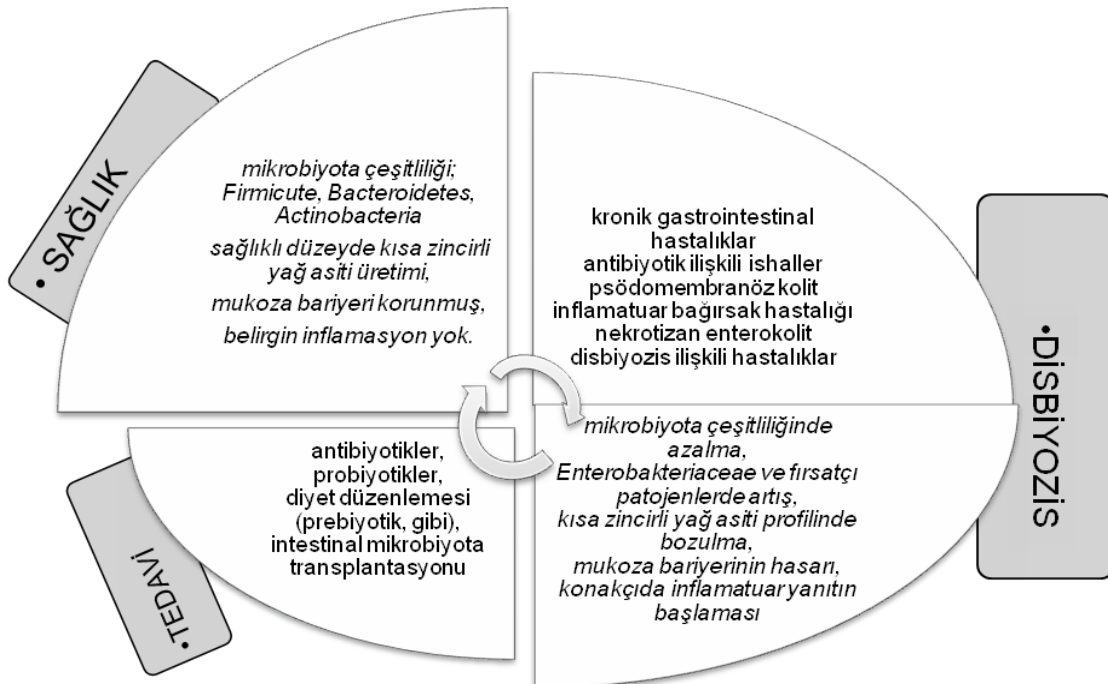 • SAĞLIK
mikrobiyota çeşitliliği;
Firmicute, Bacteroidetes,
Actinobacteria
sağlıklı düzeyde kısa zincirli
yağ asiti üretimi,
mukoza bariyeri korunmuş,
belirgin inflamasyon yok.
kronik gastrointestinal
hastalıklar
antibiyotik ilişkili ishaller
psödomembranöz kolit
inflamatuar bağırsak hastalığı
nekrotizan enterokolit
disbiyozis ilişkili hastalıklar
•DİSBİYOZİS
mikrobiyota çeşitliliğinde
azalma,
Enterobakteriaceae ve fırsatçı
patojenlerde artış,
kısa zincirli yağ asiti profilinde
bozulma,
mukoza bariyerinin hasarı,
konakçıda inflamatuar yanıtın
başlaması
•TEDAVİ
antibiyotikler,
probiyotikler,
diyet düzenlemesi
(prebiyotik, gibi),
intestinal mikrobiyota
transplantasyonu